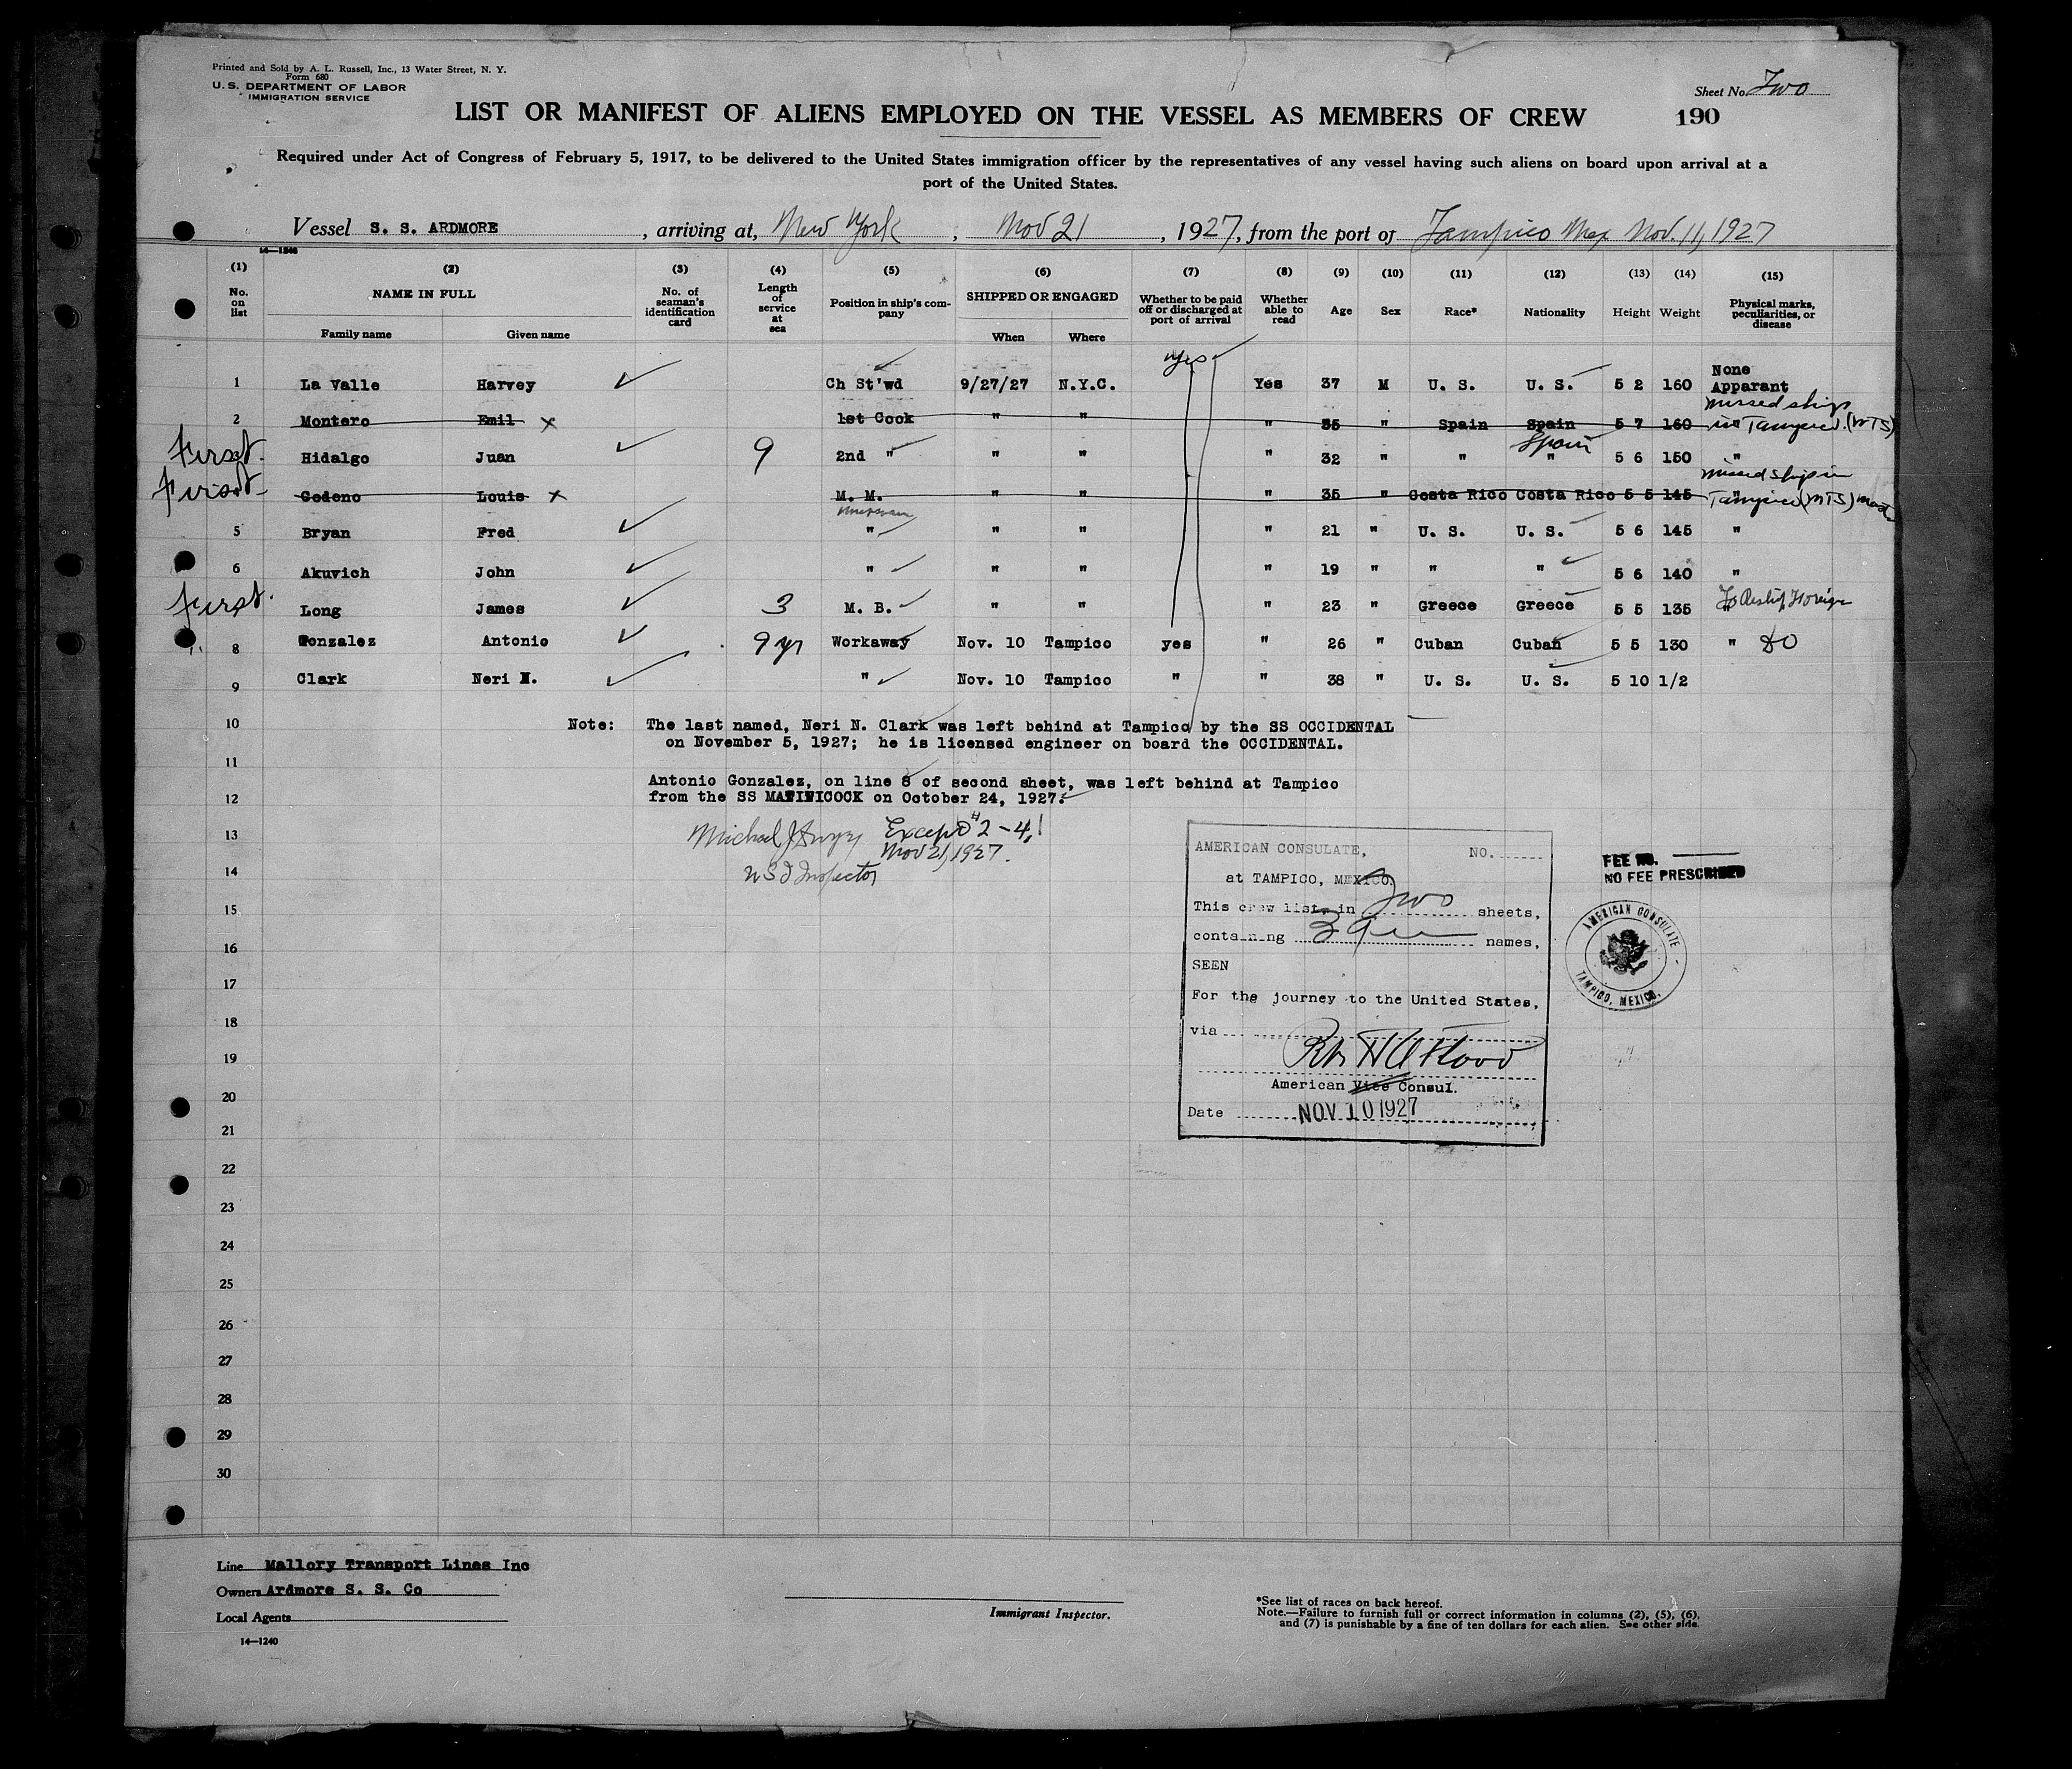 Printed and Sold by A. L. Russell, Inc., 13 Water Street, N. Y.
Form 680
U. S. DEPARTMENT OF LABOR
IMMIGRATION SERVICE
Sheet No. Two
LIST OR MANIFEST OF ALIENS EMPLOYED ON THE VESSEL AS MEMBERS OF CREW 190
Required under Act of Congress of February 5, 1917, to be delivered to the United States immigration officer by the representatives of any vessel having such aliens on board upon arrival at a
port of the United States.
Vessel S. S. ARDMORE, arriving at, New York, Nov 21, 1927, from the port of Tampico Mex Nov. 11, 1927
14—1240
(1) (2) (3) (4) (5) (6) (7) (8) (9) (10) (11) (12) (13) (14) (15)
No. on list NAME IN FULL Family name Given name No. of seaman's identification card Length of service at sea Position in ship's company SHIPPED OR ENGAGED When Where Whether to be paid off or discharged at port of arrival Whether able to read Age Sex Race* Nationality Height Weight Physical marks, peculiarities, or disease
yes
1 La Valle Harvey Ch St'wd 9/27/27 N.Y.C. Yes 37 M U. S. U. S. 5 2 160 None Apparant
missed ship
2 Montero Emil x 1st Cook " " " 35 " Spain Spain 5 7 160 in Tampico. (MTS)
Spain
First. Hidalgo Juan 9 2nd " " " " 32 " " " 5 6 150 "
missed ship in
First Cedeno Louis x M. M. " " " 35 " Costa Rico Costa Rico 5 5 145 " Tampico (MTS)
5 Bryan Fred " " " " 21 " U. S. U. S. 5 6 145 "
6 Akuvich John " " " " 19 " " " 5 6 140 "
First. Long James 3 M. B. " " " 23 " Greece Greece 5 5 135 " To Reship Foreign
8 Gonzalez Antonio 9 yr Workaway Nov. 10 Tampico yes " 26 " Cuban Cuban 5 5 130 " do
9 Clark Neri N. " Nov. 10 Tampico " " 38 " U. S. U. S. 5 10 1/2
10 Note: The last named, Neri N. Clark was left behind at Tampico by the SS OCCIDENTAL
on November 5, 1927; he is licensed engineer on board the OCCIDENTAL.
11
Antonio Gonzalez, on line 8 of second sheet, was left behind at Tampico
12 from the SS MATINICOCK on October 24, 1927.
13 Michael J Except #2-4,
Nov 21, 1927.
14 U S I Inspector
15
16
17
18
19
20
21
22
23
24
25
26
27
28
29
30
AMERICAN CONSULATE, NO.
at TAMPICO, MEXICO.
This crew list, in Two sheets,
containing names,
SEEN
For the journey to the United States,
via
American Vice Consul.
Date NOV 10 1927
FEE NO.
NO FEE PRESCRIBED
AMERICAN CONSULATE
TAMPICO, MEXICO.
Line Mallory Transport Lines Inc
Owners Ardmore S. S. Co
Local Agents
14—1240
Immigrant Inspector.
*See list of races on back hereof.
Note.—Failure to furnish full or correct information in columns (2), (5), (6),
and (7) is punishable by a fine of ten dollars for each alien. See other side.